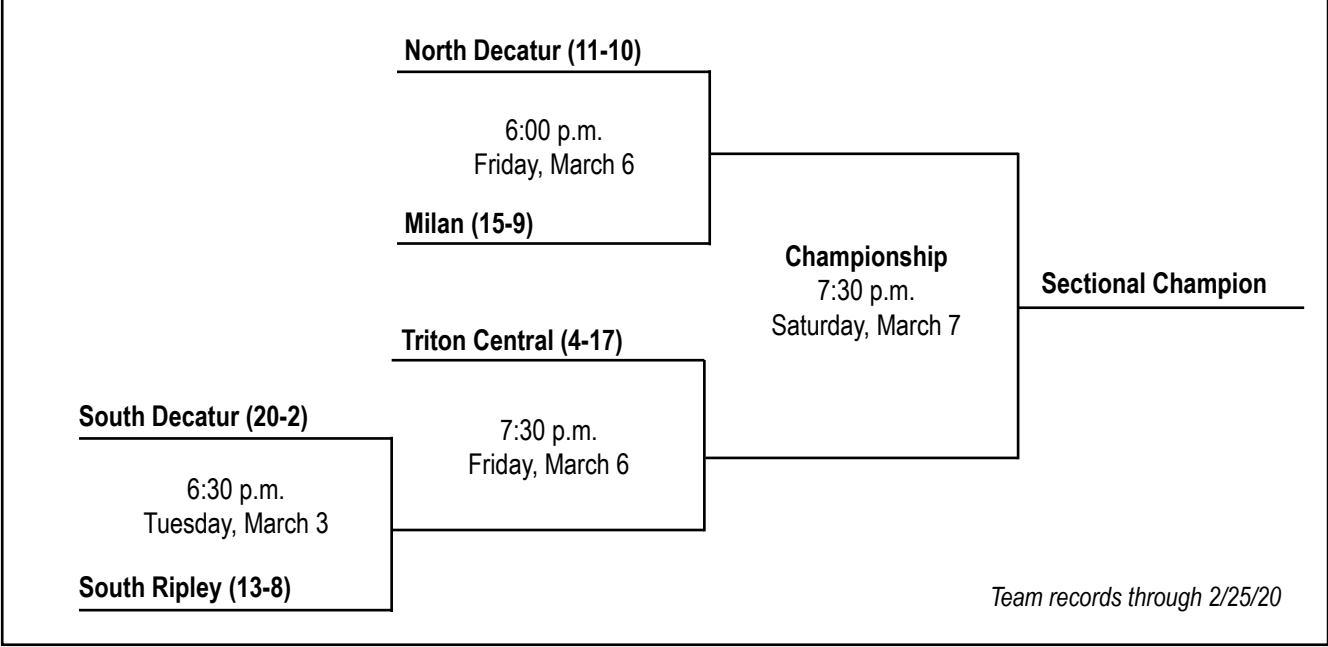 North Decatur (11-10)
6:00 p.m.
Friday, March 6
Milan (15-9)
Championship
7:30 p.m.
Saturday, March 7
Sectional Champion
Triton Central (4-17)
7:30 p.m.
Friday, March 6
South Decatur (20-2)
6:30 p.m.
Tuesday, March 3
South Ripley (13-8)
Team records through 2/25/20